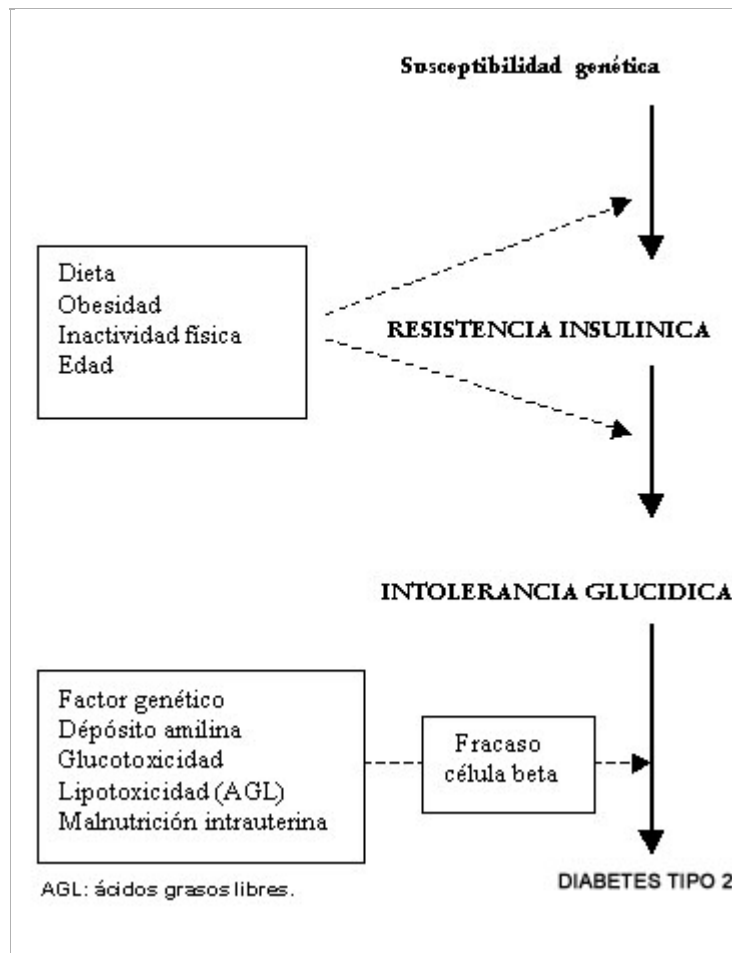 Susceptibilidad genética
Dieta
Obesidad
Inactividad física
Edad
RESISTENCIA INSULINICA
INTOLERANCIA GLUCIDICA
Factor genético
Dépósito amilina
Glucotoxicidad
Lipotoxicidad (AGL)
Malnutrición intrauterina
Fracaso
célula beta
AGL: ácidos grasos libres.
DIABETES TIPO 2